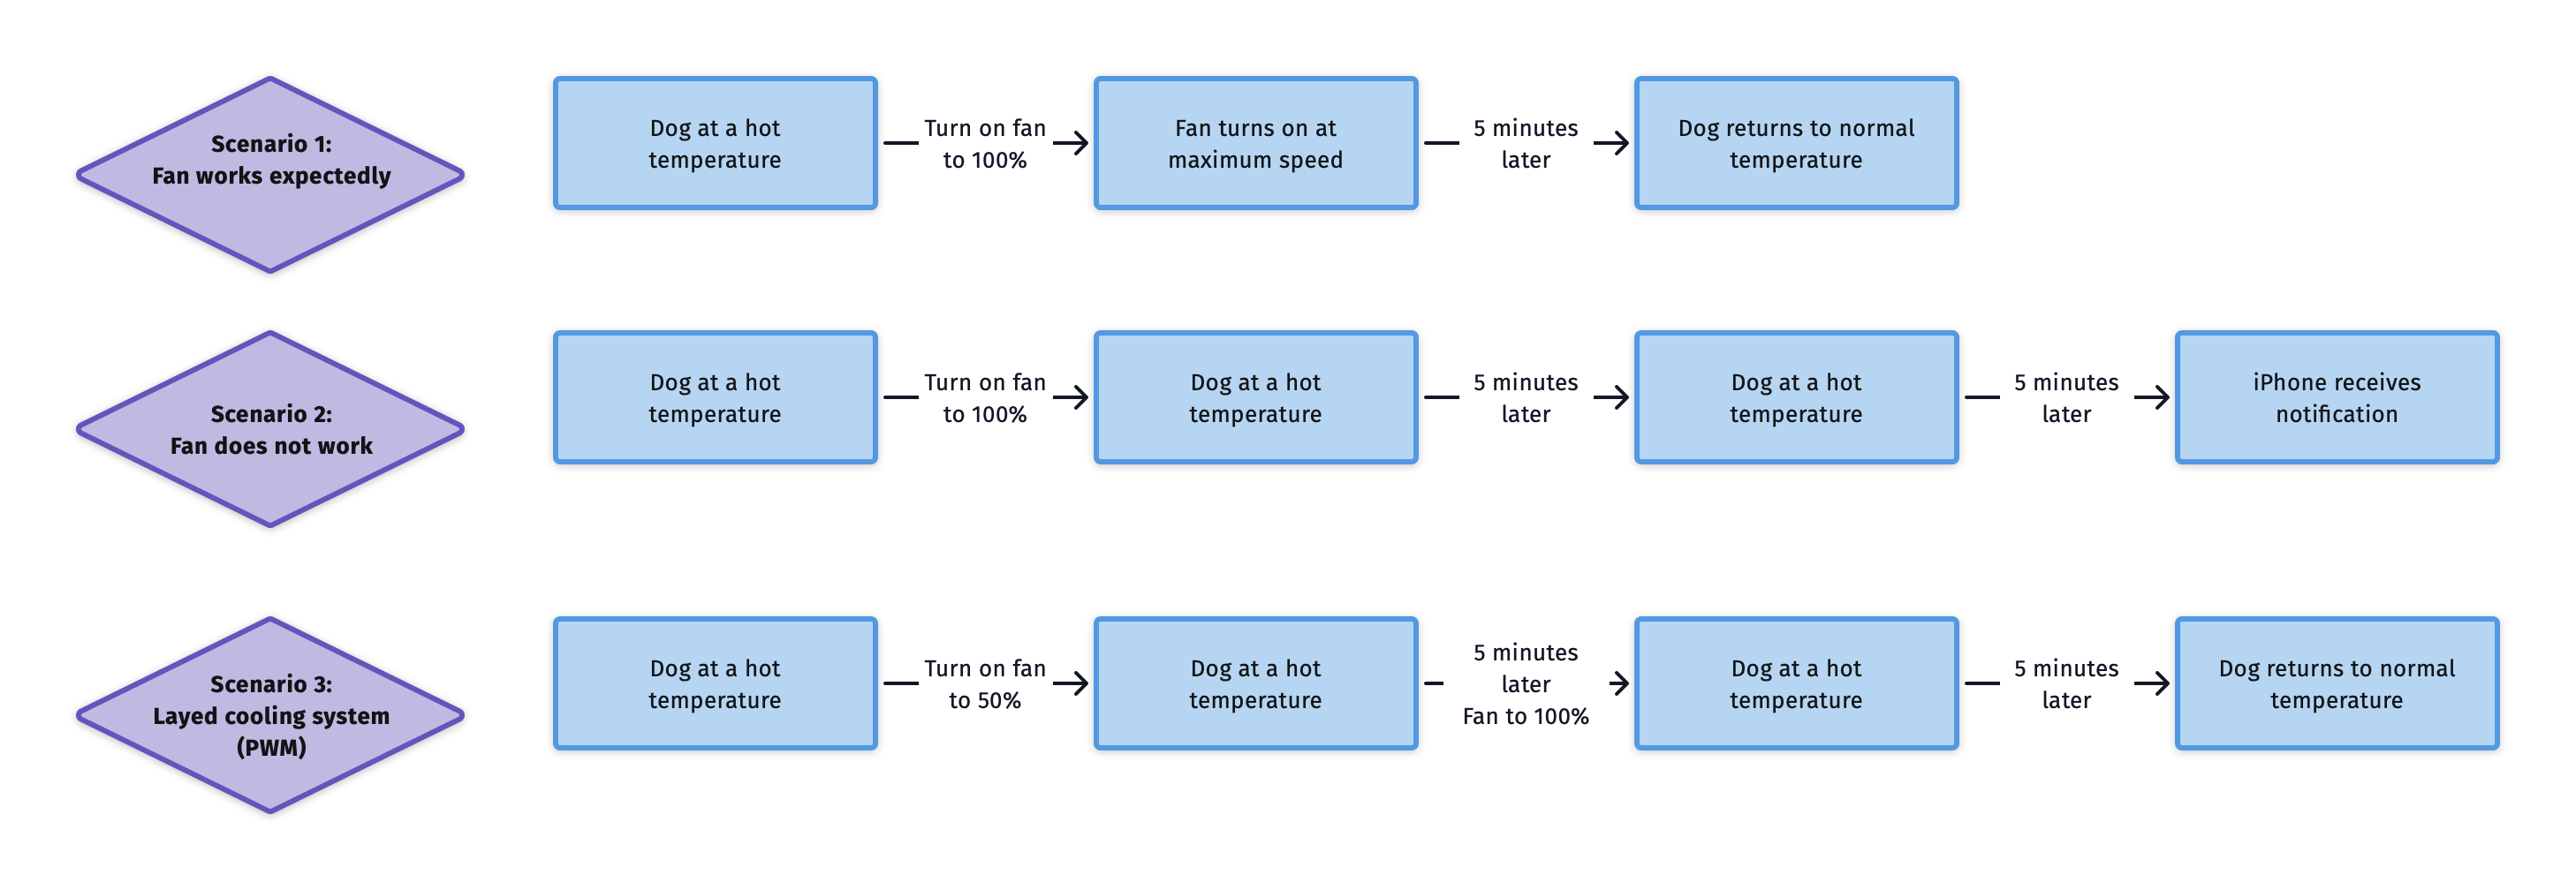 Scenario 1:
Fan works expectedly
Dog at a hot
temperature
Turn on fan
to 100%
Fan turns on at
maximum speed
5 minutes
later
Dog returns to normal
temperature
Scenario 2:
Fan does not work
Dog at a hot
temperature
Turn on fan
to 100%
Dog at a hot
temperature
5 minutes
later
Dog at a hot
temperature
5 minutes
later
iPhone receives
notification
Scenario 3:
Layed cooling system
(PWM)
Dog at a hot
temperature
Turn on fan
to 50%
Dog at a hot
temperature
5 minutes
later
Fan to 100%
Dog at a hot
temperature
5 minutes
later
Dog returns to normal
temperature